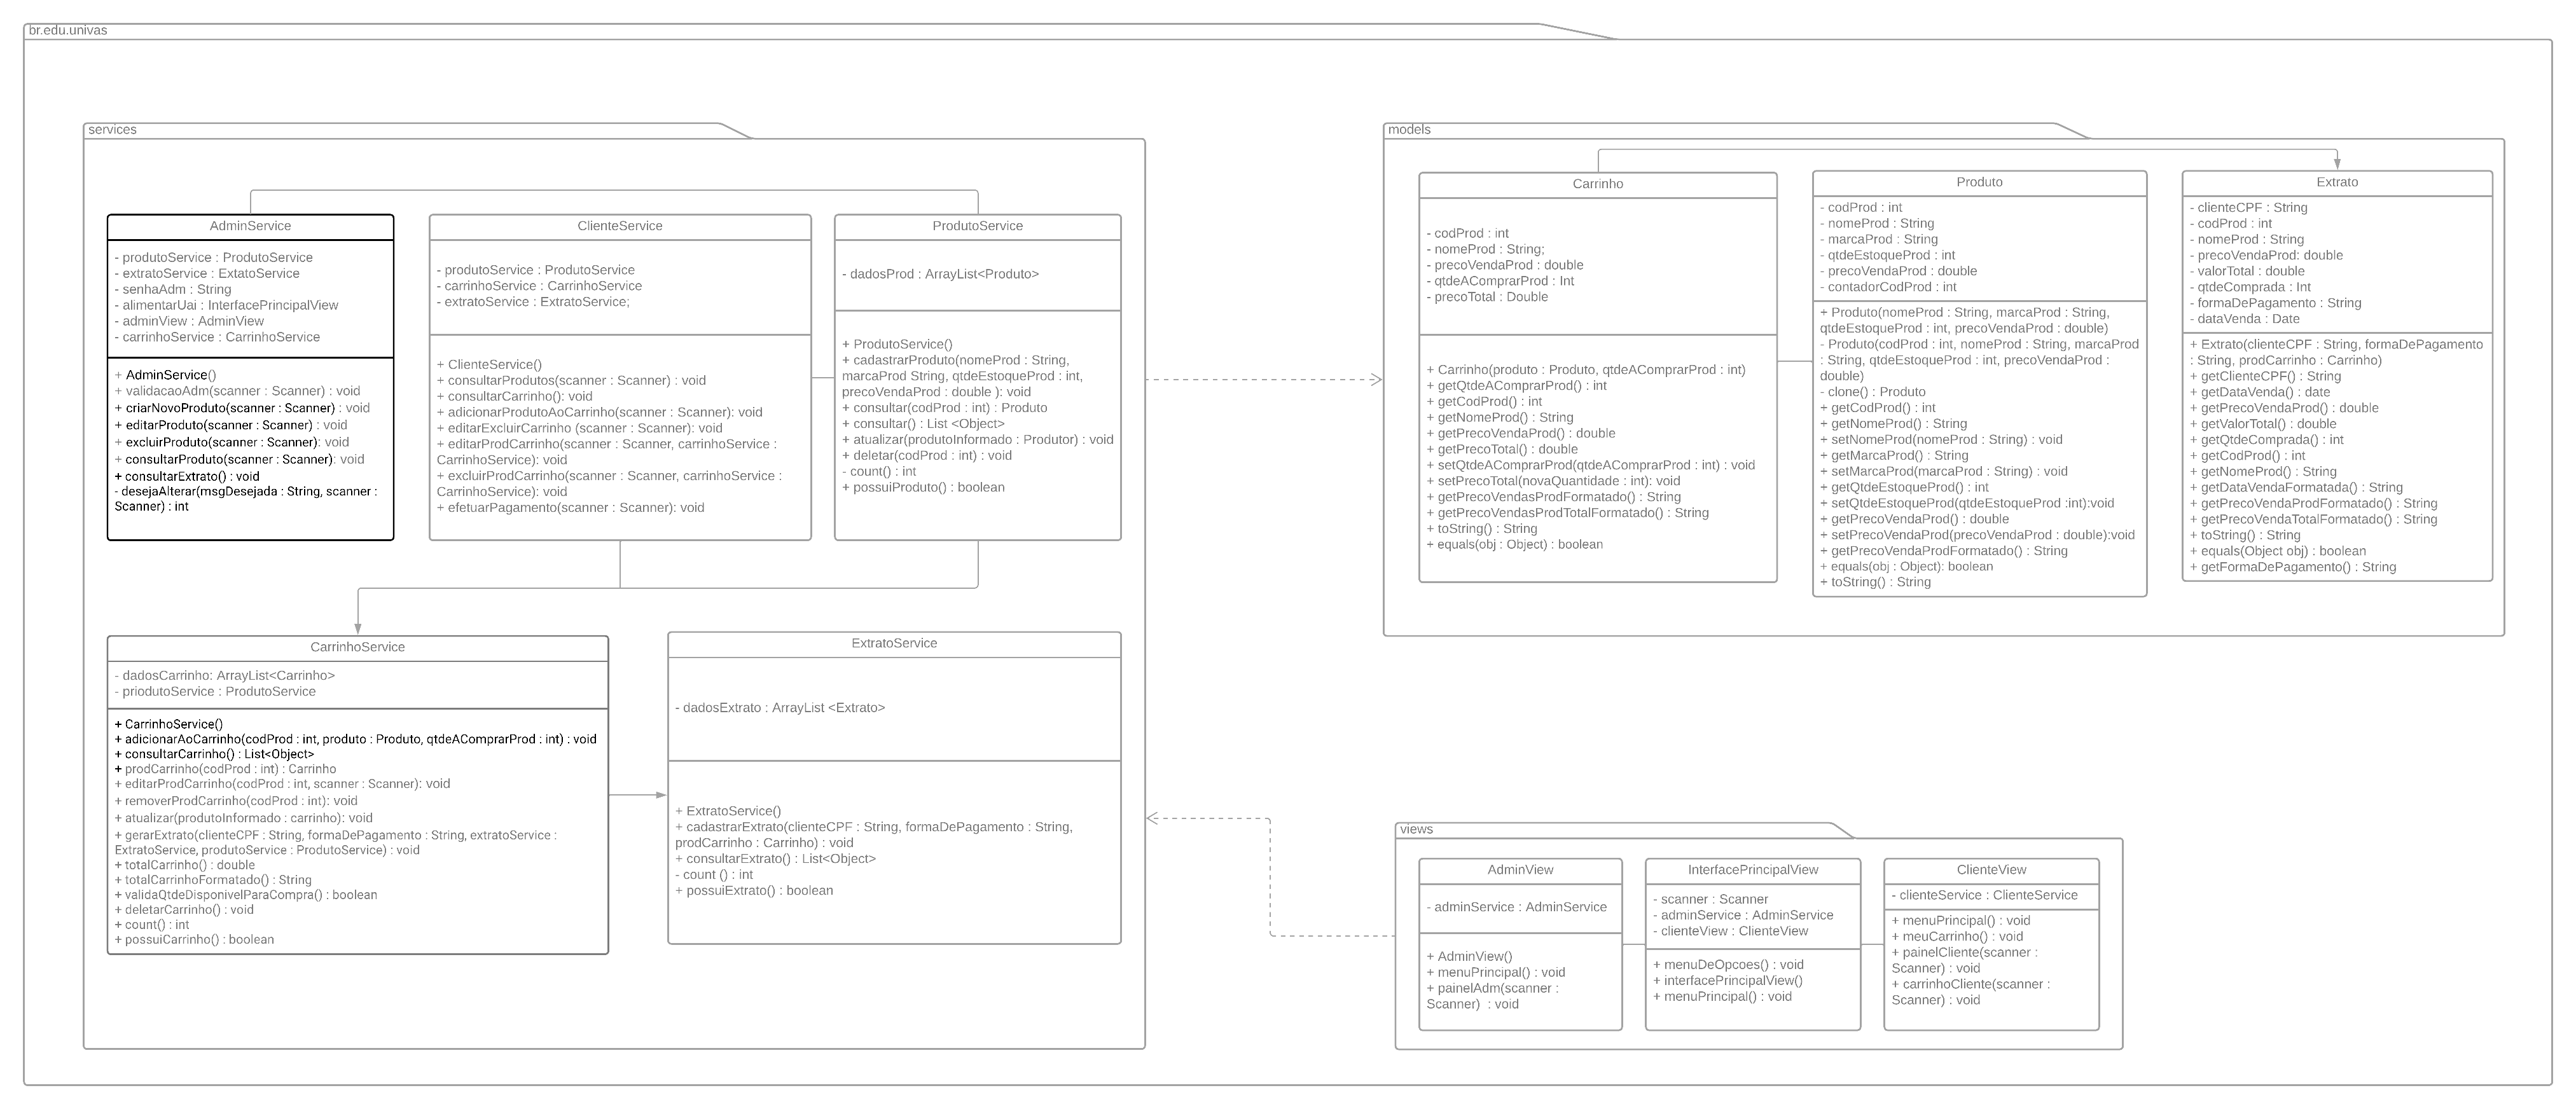 br.edu.univas
services
AdminService
- produtoService : ProdutoService
- extratoService : ExtatoService
- senhaAdm : String
- alimentarUai : InterfacePrincipalView
- adminView : AdminView
- carrinhoService : CarrinhoService
+ AdminService()
+ validacaoAdm(scanner : Scanner) : void
+ criarNovoProduto(scanner : Scanner) : void
+ editarProduto(scanner : Scanner) : void
+ excluirProduto(scanner : Scanner): void
+ consultarProduto(scanner : Scanner): void
+ consultarExtrato() : void
- desejaAlterar(msgDesejada : String, scanner :
Scanner) : int
ClienteService
- produtoService : ProdutoService
- carrinhoService : CarrinhoService
- extratoService : ExtratoService;
+ ClienteService()
+ consultarProdutos(scanner : Scanner) : void
+ consultarCarrinho(): void
+ adicionarProdutoAoCarrinho(scanner : Scanner): void
+ editarExcluirCarrinho (scanner : Scanner): void
+ editarProdCarrinho(scanner : Scanner, carrinhoService :
CarrinhoService): void
+ excluirProdCarrinho(scanner : Scanner, carrinhoService :
CarrinhoService): void
+ efetuarPagamento(scanner : Scanner): void
ProdutoService
- dadosProd : ArrayList<Produto>
+ ProdutoService()
+ cadastrarProduto(nomeProd : String,
marcaProd String, qtdeEstoqueProd : int,
precoVendaProd : double ): void
+ consultar(codProd : int) : Produto
+ consultar() : List <Object>
+ atualizar(produtoInformado : Produtor) : void
+ deletar(codProd : int) : void
- count() : int
+ possuiProduto() : boolean
CarrinhoService
- dadosCarrinho: ArrayList<Carrinho>
- priodutoService : ProdutoService
+ CarrinhoService()
+ adicionarAoCarrinho(codProd : int, produto : Produto, qtdeAComprarProd : int) : void
+ consultarCarrinho() : List<Object>
+ prodCarrinho(codProd : int) : Carrinho
+ editarProdCarrinho(codProd : int, scanner : Scanner): void
+ removerProdCarrinho(codProd : int): void
+ atualizar(produtoInformado : carrinho): void
+ gerarExtrato(clienteCPF : String, formaDePagamento : String, extratoService :
ExtratoService, produtoService : ProdutoService) : void
+ totalCarrinho() : double
+ totalCarrinhoFormatado() : String
+ validaQtdeDisponivelParaCompra() : boolean
+ deletarCarrinho() : void
+ count() : int
+ possuiCarrinho() : boolean
ExtratoService
- dadosExtrato : ArrayList <Extrato>
+ ExtratoService()
+ cadastrarExtrato(clienteCPF : String, formaDePagamento : String,
prodCarrinho : Carrinho) : void
+ consultarExtrato() : List<Object>
- count () : int
+ possuiExtrato() : boolean
models
Carrinho
- codProd : int
- nomeProd : String;
- precoVendaProd : double
- qtdeAComprarProd : Int
- precoTotal : Double
+ Carrinho(produto : Produto, qtdeAComprarProd : int)
+ getQtdeAComprarProd() : int
+ getCodProd() : int
+ getNomeProd() : String
+ getPrecoVendaProd() : double
+ getPrecoTotal() : double
+ setQtdeAComprarProd(qtdeAComprarProd : int) : void
+ setPrecoTotal(novaQuantidade : int): void
+ getPrecoVendasProdFormatado() : String
+ getPrecoVendasProdTotalFormatado() : String
+ toString() : String
+ equals(obj : Object) : boolean
Produto
- codProd : int
- nomeProd : String
- marcaProd : String
- qtdeEstoqueProd : int
- precoVendaProd : double
- contadorCodProd : int
+ Produto(nomeProd : String, marcaProd : String,
qtdeEstoqueProd : int, precoVendaProd : double)
- Produto(codProd : int, nomeProd : String, marcaProd
: String, qtdeEstoqueProd : int, precoVendaProd :
double)
- clone() : Produto
+ getCodProd() : int
+ getNomeProd() : String
+ setNomeProd(nomeProd : String) : void
+ getMarcaProd() : String
+ setMarcaProd(marcaProd : String) : void
+ getQtdeEstoqueProd() : int
+ setQtdeEstoqueProd(qtdeEstoqueProd :int):void
+ getPrecoVendaProd() : double
+ setPrecoVendaProd(precoVendaProd : double):void
+ getPrecoVendaProdFormatado() : String
+ equals(obj : Object): boolean
+ toString() : String
Extrato
- clienteCPF : String
- codProd : int
- nomeProd : String
- precoVendaProd: double
- valorTotal : double
- qtdeComprada : Int
- formaDePagamento : String
- dataVenda : Date
+ Extrato(clienteCPF : String, formaDePagamento
: String, prodCarrinho : Carrinho)
+ getClienteCPF() : String
+ getDataVenda() : date
+ getPrecoVendaProd() : double
+ getValorTotal() : double
+ getQtdeComprada() : int
+ getCodProd() : int
+ getNomeProd() : String
+ getDataVendaFormatada() : String
+ getPrecoVendaProdFormatado() : String
+ getPrecoVendaTotalFormatado() : String
+ toString() : String
+ equals(Object obj) : boolean
+ getFormaDePagamento() : String
views
AdminView
- adminService : AdminService
+ AdminView()
+ menuPrincipal() : void
+ painelAdm(scanner :
Scanner) : void
InterfacePrincipalView
- scanner : Scanner
- adminService : AdminService
- clienteView : ClienteView
+ menuDeOpcoes() : void
+ interfacePrincipalView()
+ menuPrincipal() : void
ClienteView
- clienteService : ClienteService
+ menuPrincipal() : void
+ meuCarrinho() : void
+ painelCliente(scanner :
Scanner) : void
+ carrinhoCliente(scanner :
Scanner) : void